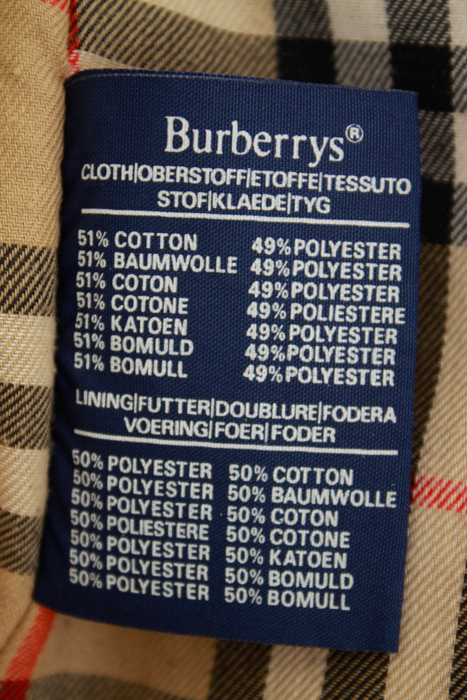 Burberrys®
CLOTH|OBERSTOFF|ETOFFE|TESSUTO
STOF|KLAEDE|TYG
51% COTTON 49% POLYESTER
51% BAUMWOLLE 49% POLYESTER
51% COTON 49% POLYESTER
51% COTONE 49% POLIESTERE
51% KATOEN 49% POLYESTER
51% BOMULD 49% POLYESTER
51% BOMULL 49% POLYESTER
LINING|FUTTER|DOUBLURE|FODERA
VOERING|FOER|FODER
50% POLYESTER 50% COTTON
50% POLYESTER 50% BAUMWOLLE
50% POLYESTER 50% COTON
50% POLIESTERE 50% COTONE
50% POLYESTER 50% KATOEN
50% POLYESTER 50% BOMULD
50% POLYESTER 50% BOMULL